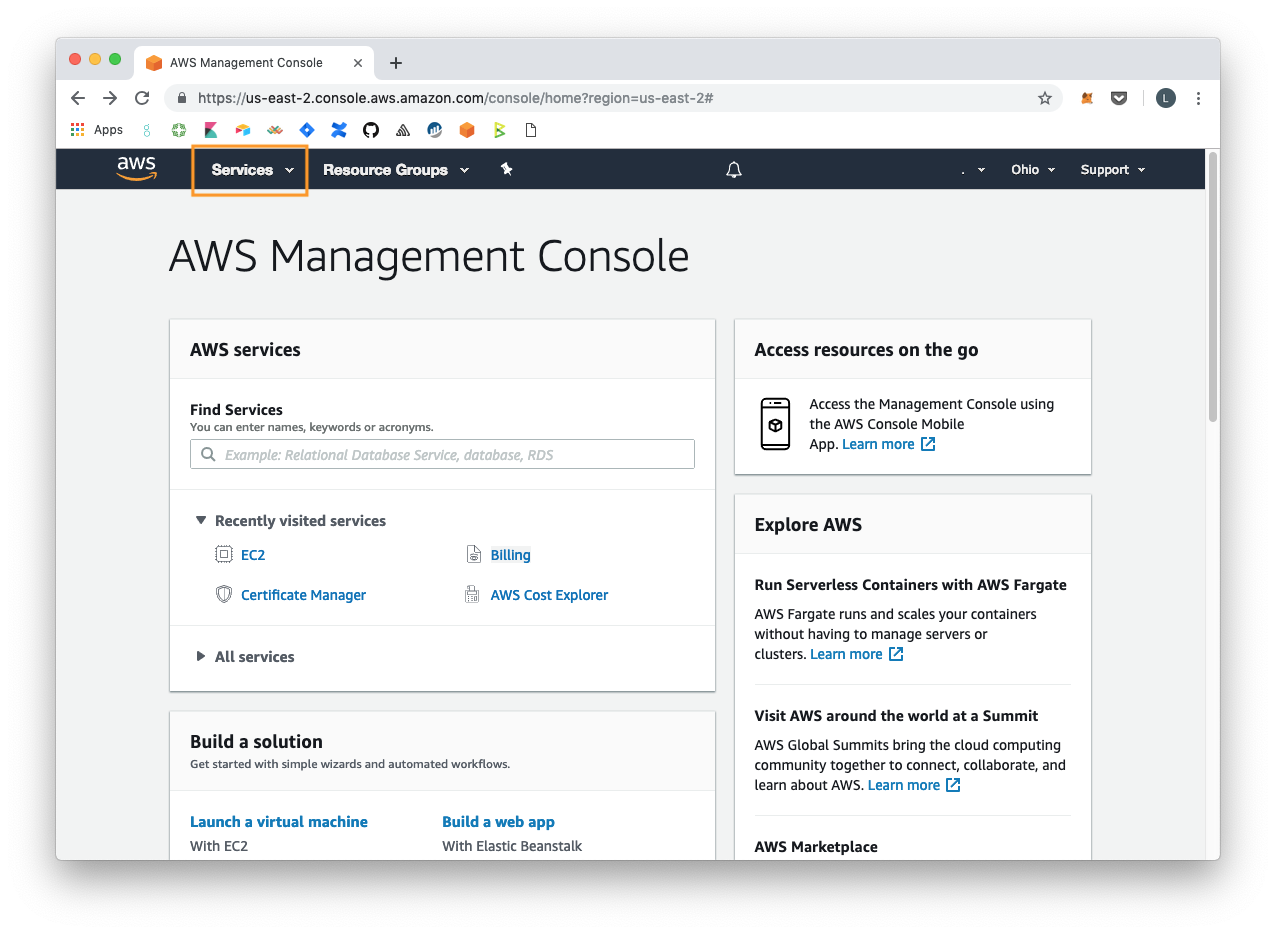 AWS Management Console
https://us-east-2.console.aws.amazon.com/console/home?region=us-east-2#
L
Apps
aws
Services
Resource Groups
.
Ohio
Support
AWS Management Console
AWS services
Find Services
You can enter names, keywords or acronyms.
Example: Relational Database Service, database, RDS
Recently visited services
EC2
Billing
Certificate Manager
AWS Cost Explorer
All services
Build a solution
Get started with simple wizards and automated workflows.
Launch a virtual machine
With EC2
Build a web app
With Elastic Beanstalk
Access resources on the go
Access the Management Console using
the AWS Console Mobile
App. Learn more
Explore AWS
Run Serverless Containers with AWS Fargate
AWS Fargate runs and scales your containers
without having to manage servers or
clusters. Learn more
Visit AWS around the world at a Summit
AWS Global Summits bring the cloud computing
community together to connect, collaborate, and
learn about AWS. Learn more
AWS Marketplace